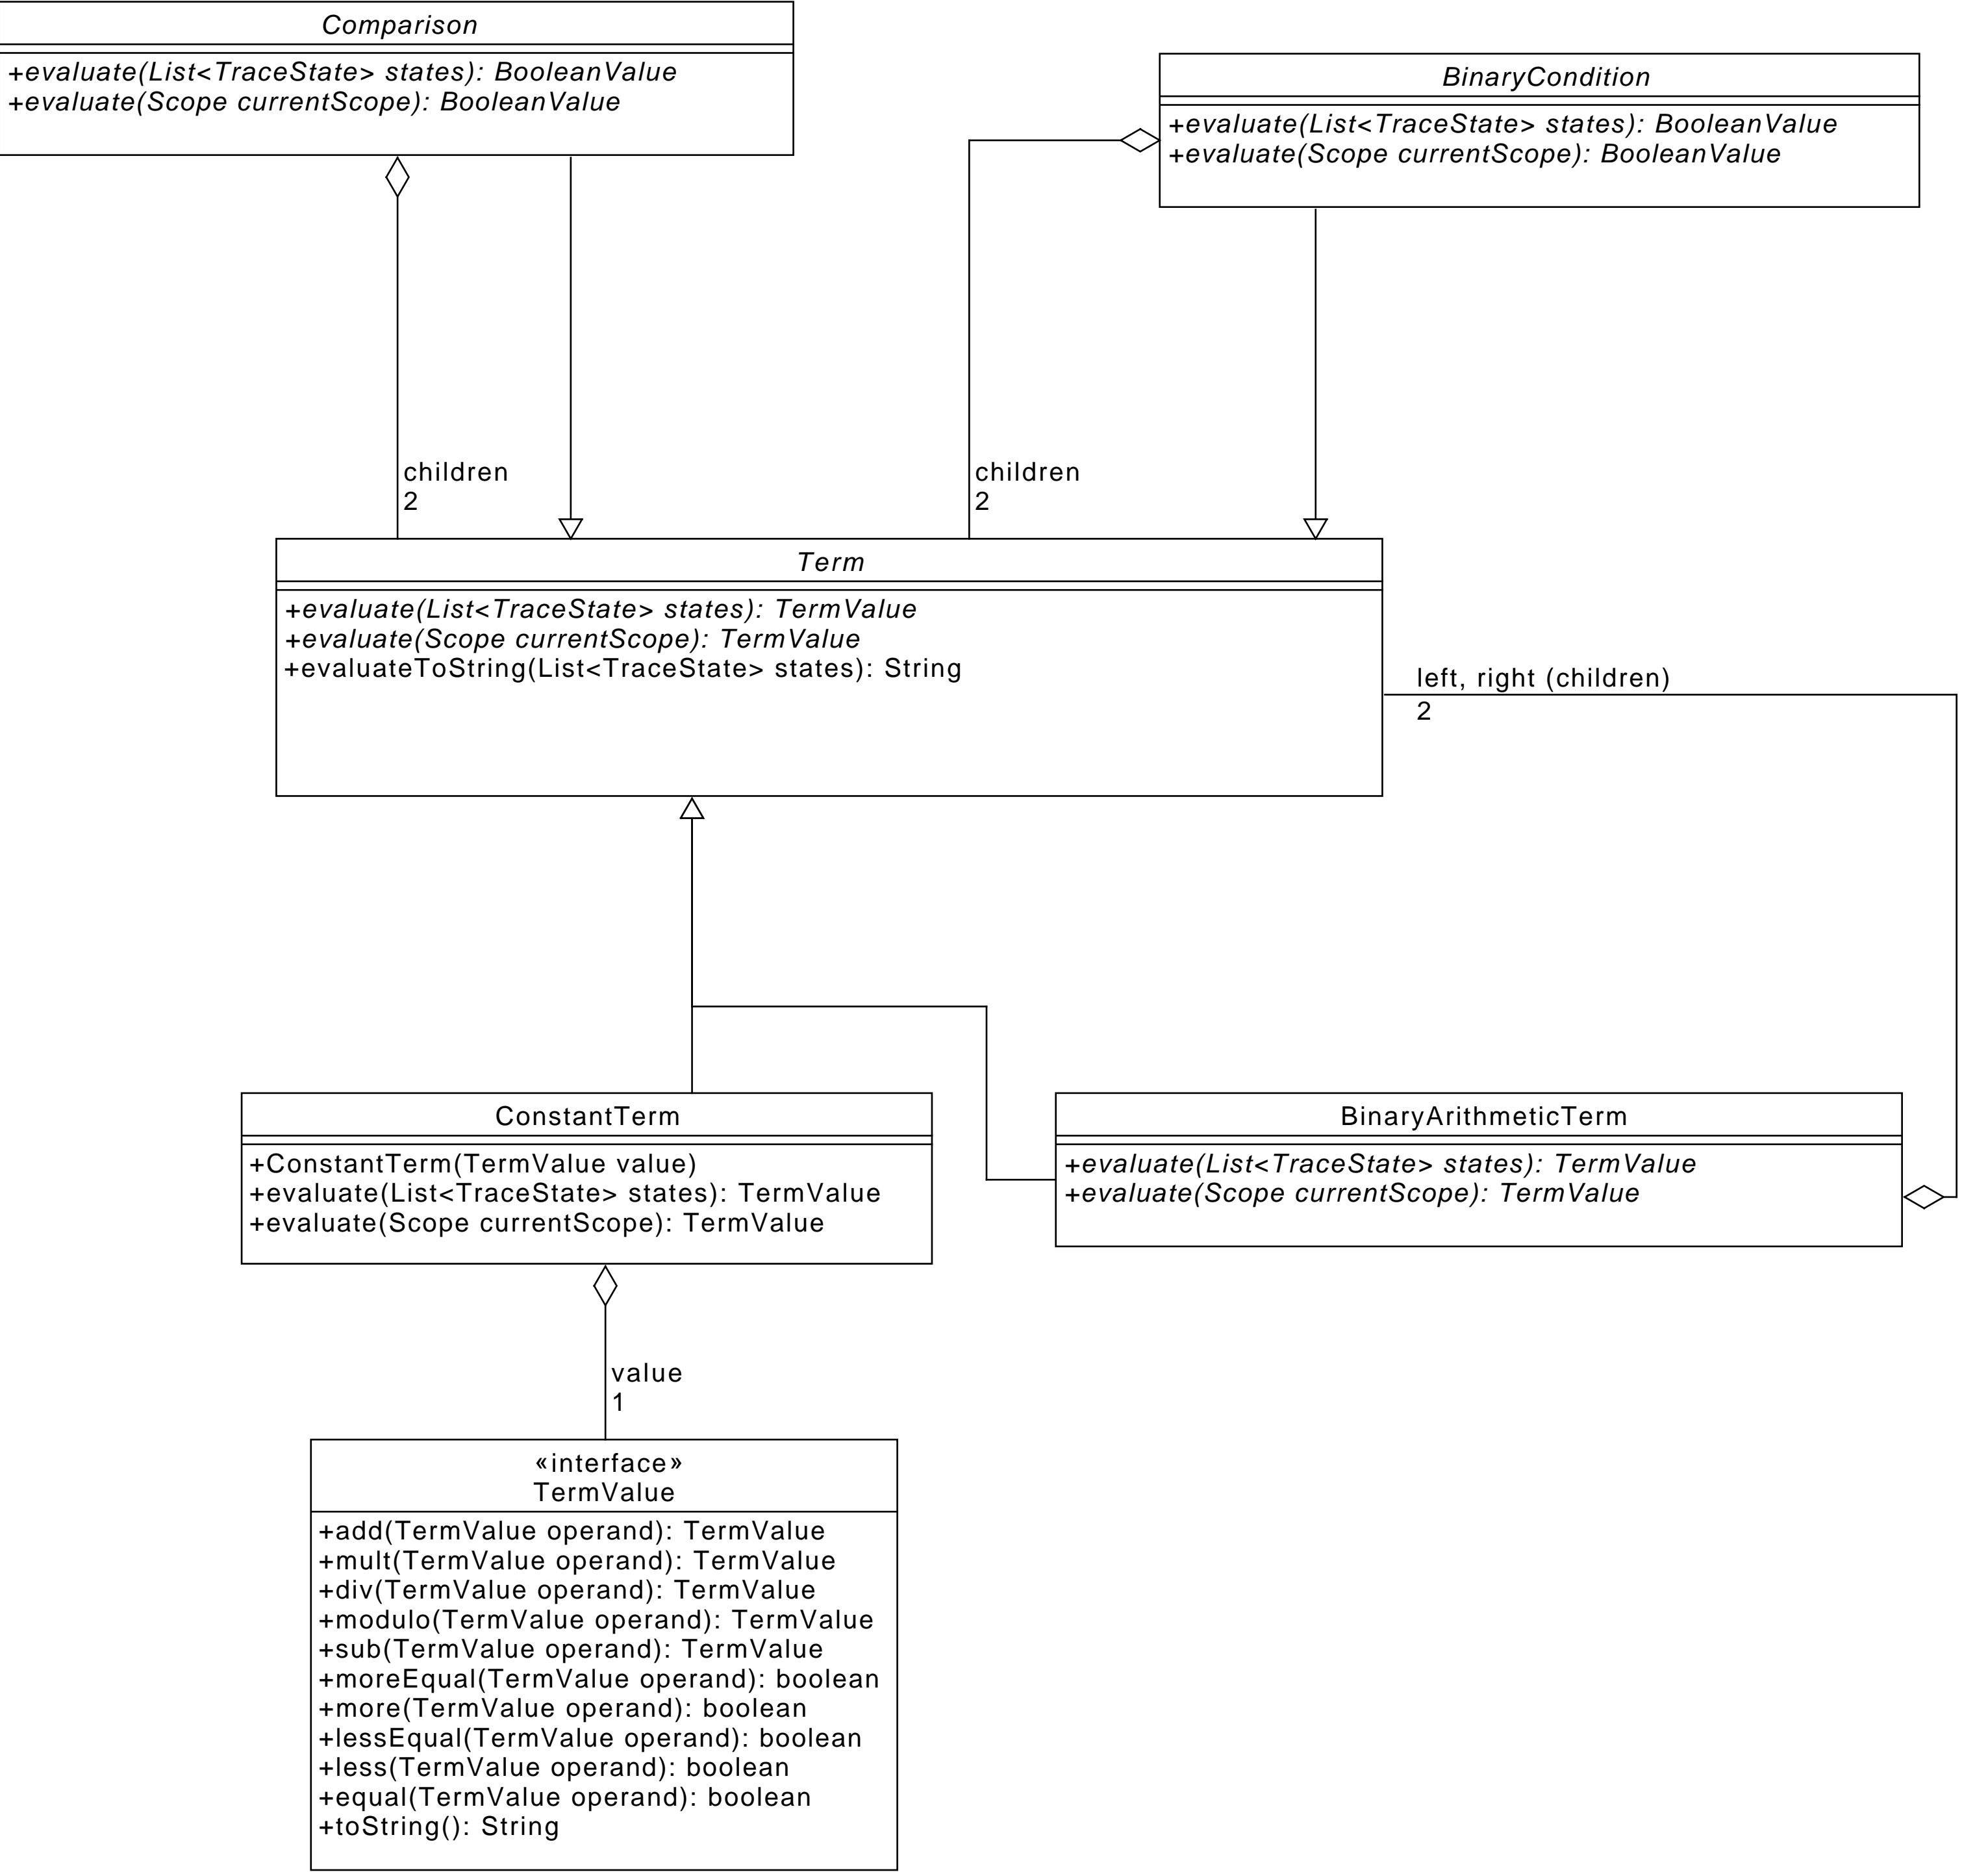 Comparison
+evaluate(List<TraceState> states): BooleanValue
+evaluate(Scope currentScope): BooleanValue
BinaryCondition
+evaluate(List<TraceState> states): BooleanValue
+evaluate(Scope currentScope): BooleanValue
children
2
children
2
Term
+evaluate(List<TraceState> states): TermValue
+evaluate(Scope currentScope): TermValue
+evaluateToString(List<TraceState> states): String
left, right (children)
2
ConstantTerm
+ConstantTerm(TermValue value)
+evaluate(List<TraceState> states): TermValue
+evaluate(Scope currentScope): TermValue
BinaryArithmeticTerm
+evaluate(List<TraceState> states): TermValue
+evaluate(Scope currentScope): TermValue
value
1
«interface»
TermValue
+add(TermValue operand): TermValue
+mult(TermValue operand): TermValue
+div(TermValue operand): TermValue
+modulo(TermValue operand): TermValue
+sub(TermValue operand): TermValue
+moreEqual(TermValue operand): boolean
+more(TermValue operand): boolean
+lessEqual(TermValue operand): boolean
+less(TermValue operand): boolean
+equal(TermValue operand): boolean
+toString(): String